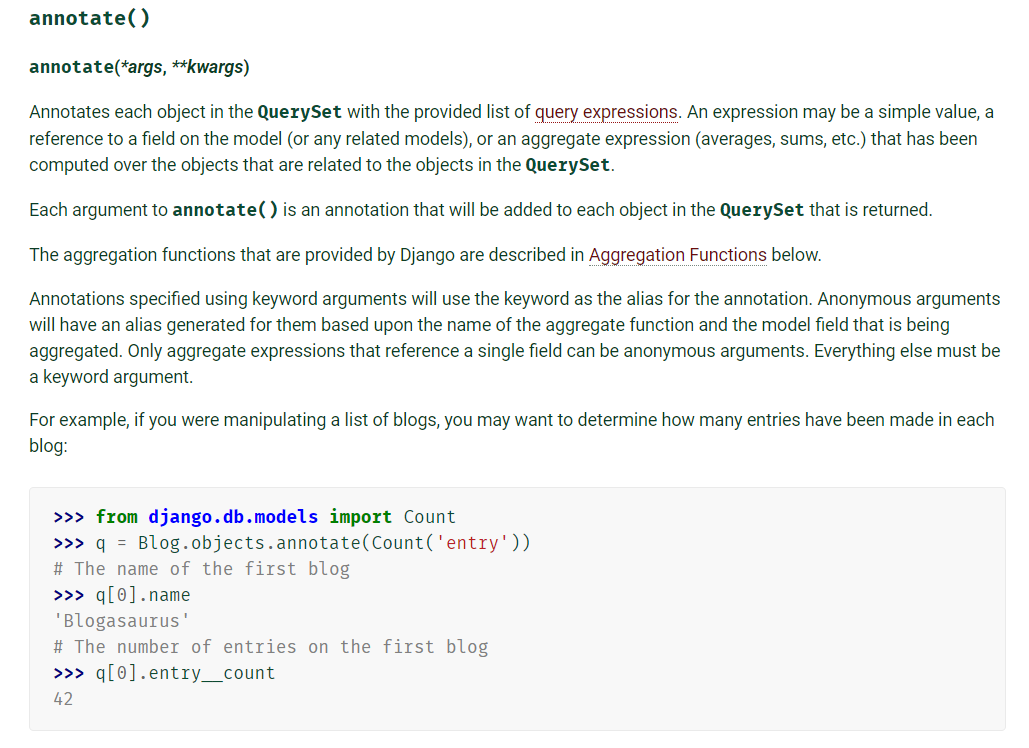 annotate()
annotate(*args, **kwargs)
Annotates each object in the QuerySet with the provided list of query expressions. An expression may be a simple value, a
reference to a field on the model (or any related models), or an aggregate expression (averages, sums, etc.) that has been
computed over the objects that are related to the objects in the QuerySet.
Each argument to annotate() is an annotation that will be added to each object in the QuerySet that is returned.
The aggregation functions that are provided by Django are described in Aggregation Functions below.
Annotations specified using keyword arguments will use the keyword as the alias for the annotation. Anonymous arguments
will have an alias generated for them based upon the name of the aggregate function and the model field that is being
aggregated. Only aggregate expressions that reference a single field can be anonymous arguments. Everything else must be
a keyword argument.
For example, if you were manipulating a list of blogs, you may want to determine how many entries have been made in each
blog:
>>> from django.db.models import Count
>>> q = Blog.objects.annotate(Count('entry'))
# The name of the first blog
>>> q[0].name
'Blogasaurus'
# The number of entries on the first blog
>>> q[0].entry__count
42